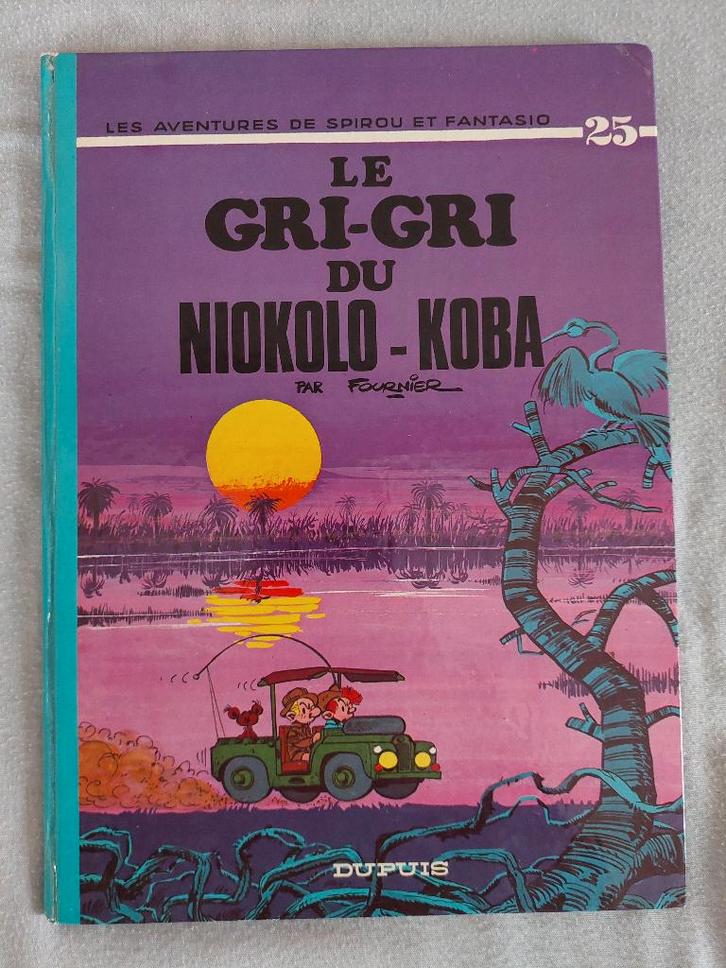 LES AVENTURES DE SPIROU ET FANTASIO 25
LE
GRI-GRI
DU
NIOKOLO - KOBA
PAR FOURNIER
DUPUIS